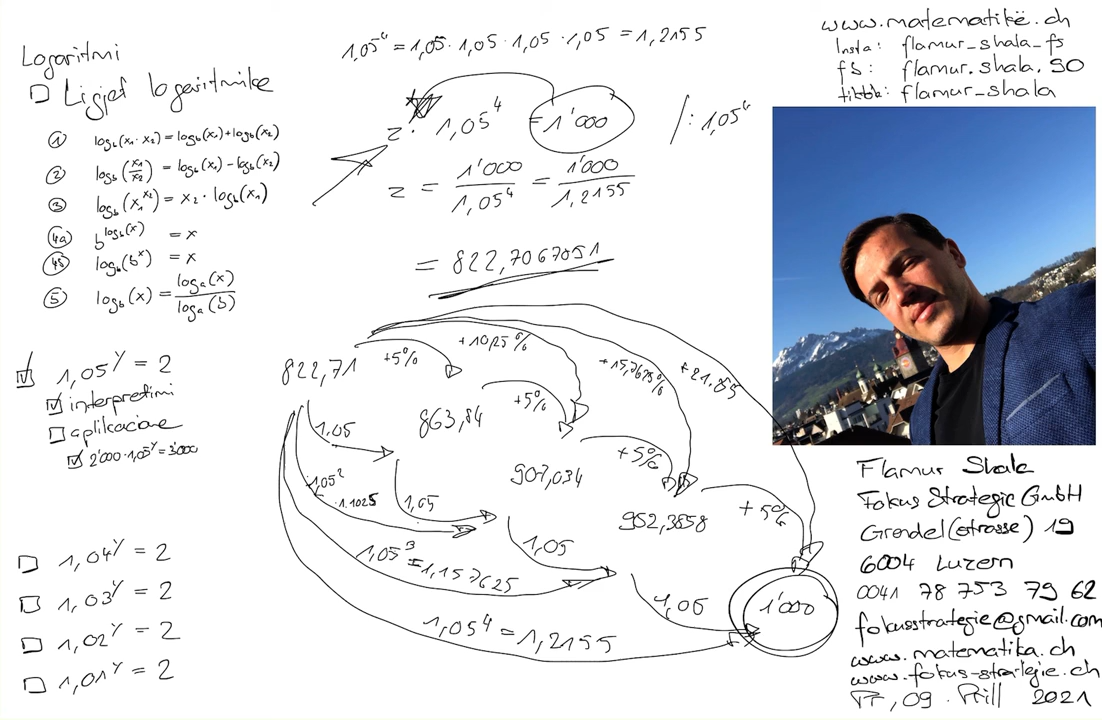 Logaritmi
Ligjet logaritmike
① log_b(x₁·x₂) = log_b(x₁)+log_b(x₂)
② log_b(x₁/x₂) = log_b(x₁)-log_b(x₂)
③ log_b(x₁^x₂) = x₂·log_b(x₁)
4a b^log_b(x) = x
4b log_b(b^x) = x
⑤ log_b(x) = log_a(x)/log_a(b)
1,05^y = 2
interpretimi
aplikacione
2'000·1,05^y = 3'000
1,04^y = 2
1,03^y = 2
1,02^y = 2
1,01^y = 2
1,05⁴ = 1,05·1,05·1,05·1,05 = 1,2155
z · 1,05⁴ = 1'000 /:1,05⁴
z = 1'000/1,05⁴ = 1'000/1,2155
= 822,7067051
822,71
+5%
+10,25%
+15,7625%
+21.55
863,84
+5%
907,034
+5%
952,3858
+5%
1'000
1,05
1,05²
1.1025
1,05
1,05³ = 1,157625
1,05
1,05
1,05⁴ = 1,2155
www.matematikë.ch
Insta: flamur_shala_fs
fb: flamur.shala.90
tiktok: flamur_shala
Flamur Shala
Fokus Strategie GmbH
Grendel(strasse) 19
6004 Luzern
0041 78 753 79 62
fokusstrategie@gmail.com
www.matematika.ch
www.fokus-strategie.ch
09. Prill 2021